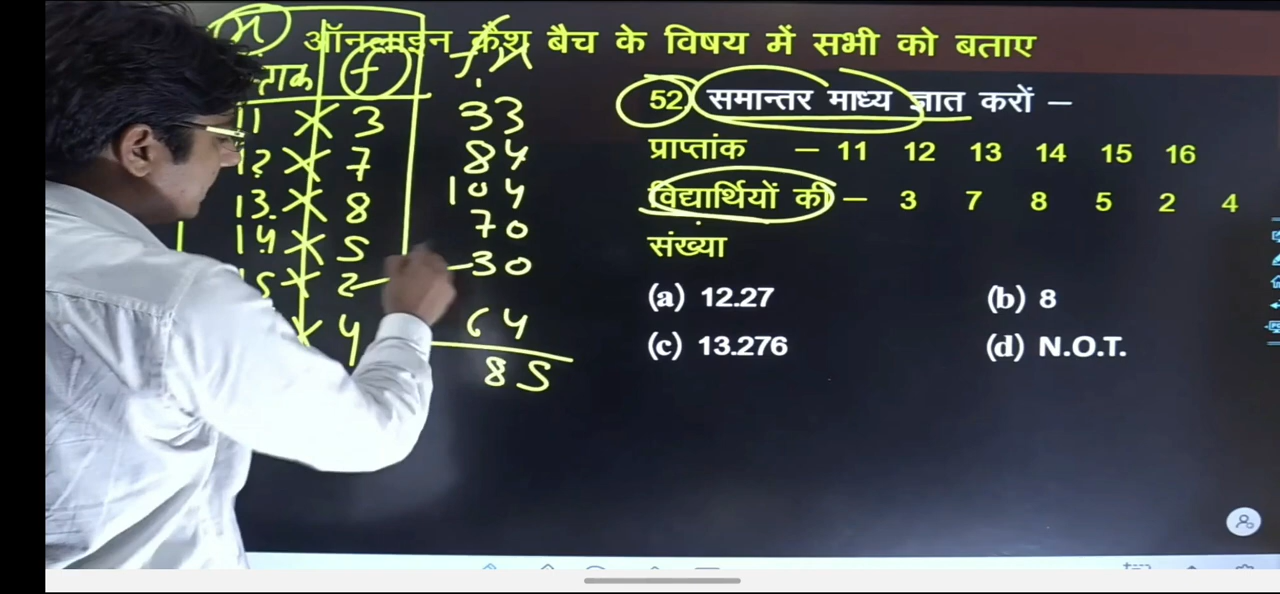 ऑनलाइन क्रैश बैच के विषय में सभी को बताए
f
3 33
7 84
13 8 104
14 5 70
2 30
4 64
85
52 समान्तर माध्य ज्ञात करों –
प्राप्तांक – 11 12 13 14 15 16
विद्यार्थियों की – 3 7 8 5 2 4
संख्या
(a) 12.27 (b) 8
(c) 13.276 (d) N.O.T.